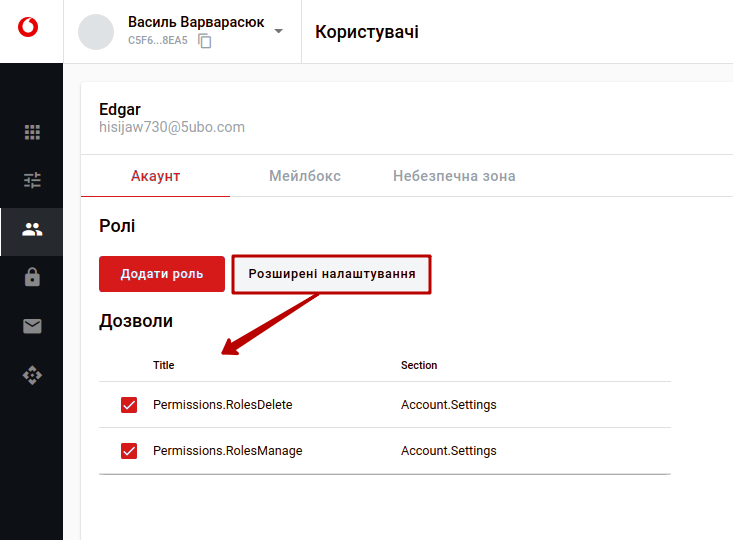 Василь Варварасюк
C5F6...8EA5
Користувачі
Edgar
hisijaw730@5ubo.com
Акаунт Мейлбокс Небезпечна зона
Ролі
Додати роль Розширені налаштування
Дозволи
Title Section
Permissions.RolesDelete Account.Settings
Permissions.RolesManage Account.Settings